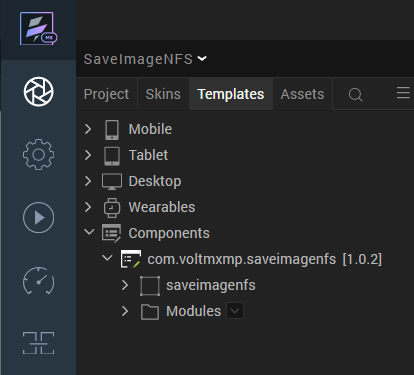 MX
SaveImageNFS
Project Skins Templates Assets
Mobile
Tablet
Desktop
Wearables
Components
com.voltmxmp.saveimagenfs [1.0.2]
saveimagenfs
Modules